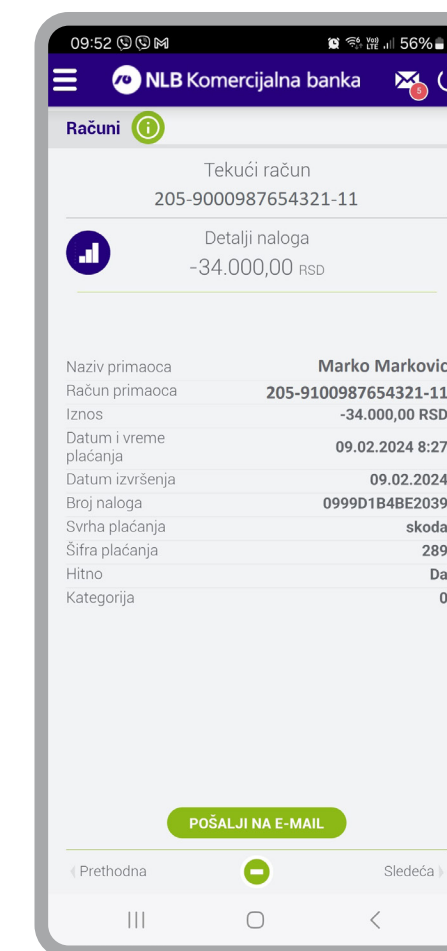 09:52 56%
NLB Komercijalna banka 5
Računi
Tekući račun
205-9000987654321-11
Detalji naloga
-34.000,00 RSD
Naziv primaoca Marko Markovic
Račun primaoca 205-9100987654321-11
Iznos -34.000,00 RSD
Datum i vreme
plaćanja 09.02.2024 8:27
Datum izvršenja 09.02.2024
Broj naloga 0999D1B4BE2039
Svrha plaćanja skoda
Šifra plaćanja 289
Hitno Da
Kategorija 0
POŠALJI NA E-MAIL
Prethodna Sledeća